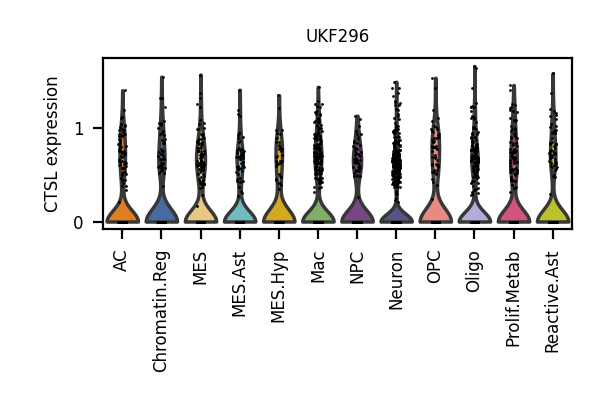 UKF296
CTSL expression
1
0
AC
Chromatin.Reg
MES
MES.Ast
MES.Hyp
Mac
NPC
Neuron
OPC
Oligo
Prolif.Metab
Reactive.Ast